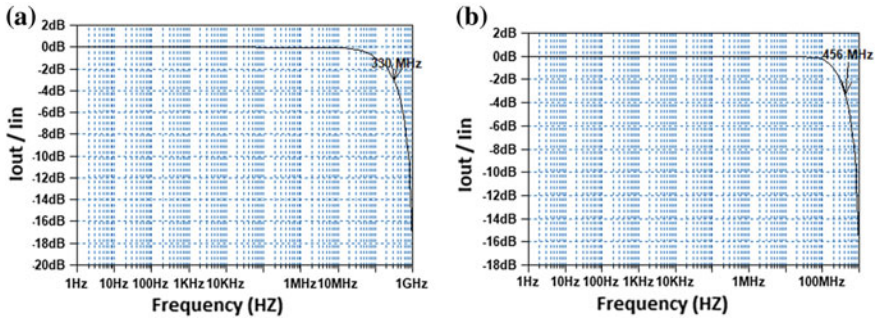 (a)
2dB
0dB
-2dB
-4dB
-6dB
-8dB
-10dB
-12dB
-14dB
-16dB
-18dB
-20dB
Iout / Iin
330 MHz
1Hz 10Hz 100Hz 1KHz 10KHz 1MHz 10MHz 1GHz
Frequency (HZ)
(b)
2dB
0dB
-2dB
-4dB
-6dB
-8dB
-10dB
-12dB
-14dB
-16dB
-18dB
Iout / Iin
456 MHz
1Hz 10Hz 100Hz 1KHz 10KHz 1MHz 100MHz
Frequency (HZ)